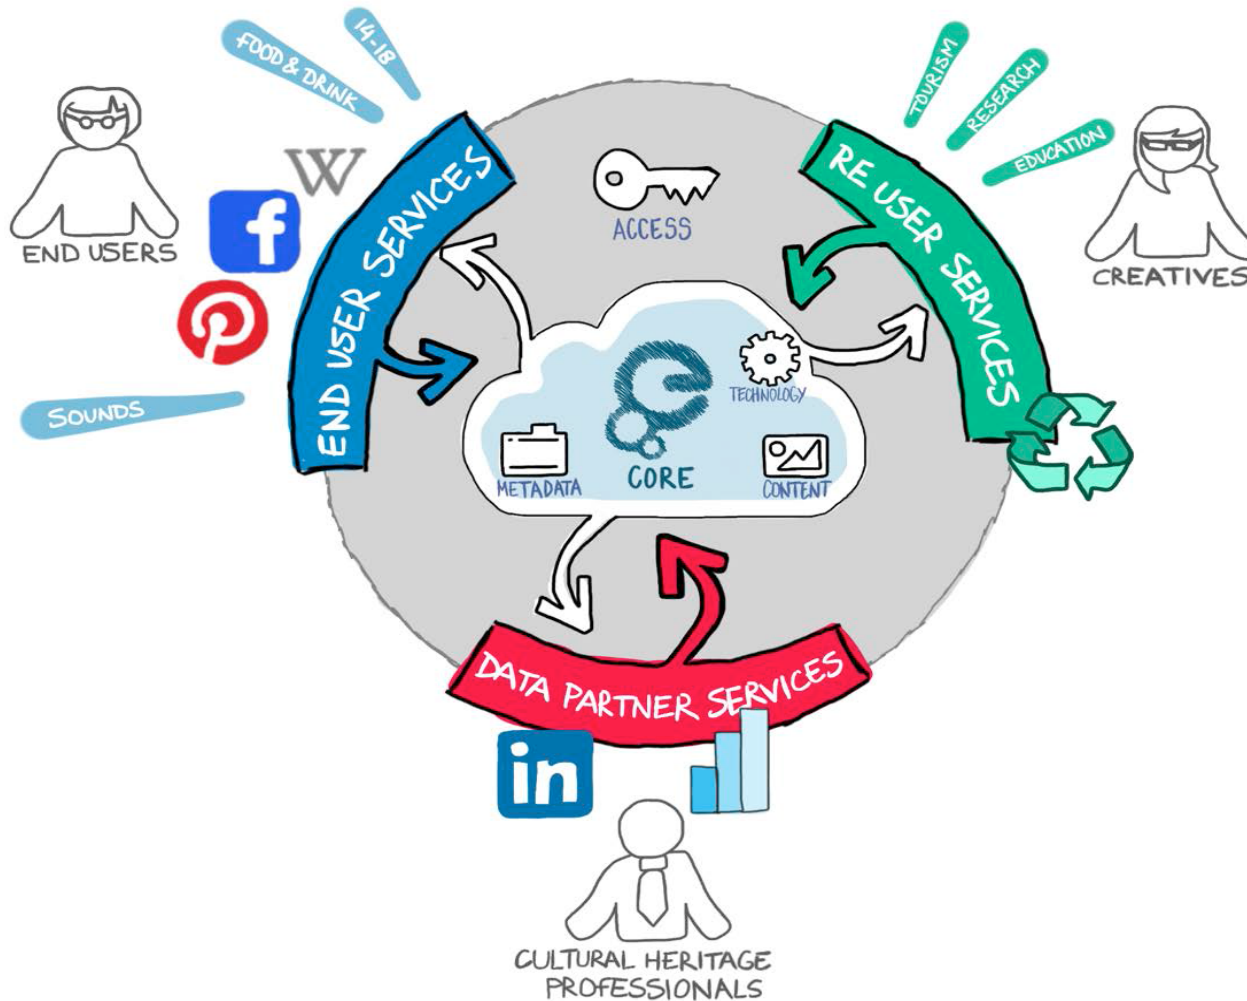 14-18
FOOD & DRINK
TOURISM
RESEARCH
EDUCATION
W
f
END USERS
END USER SERVICES
ACCESS
RE USER SERVICES
CREATIVES
SOUNDS
TECHNOLOGY
METADATA
CORE
CONTENT
DATA PARTNER SERVICES
in
CULTURAL HERITAGE
PROFESSIONALS